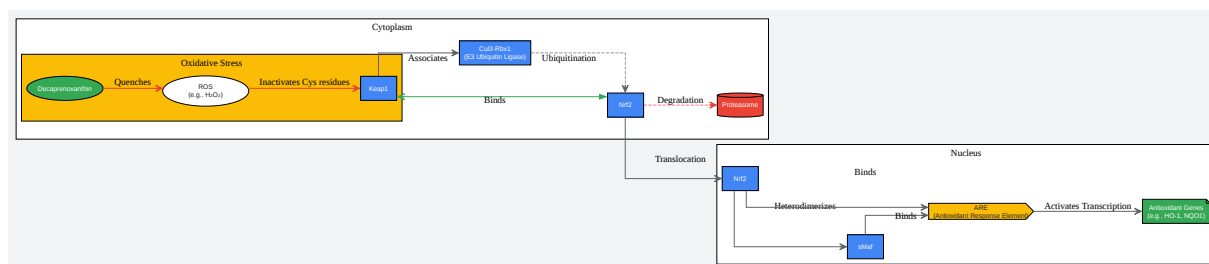 Cytoplasm
Cul3-Rbx1
(E3 Ubiquitin Ligase)
Associates
Ubiquitination
Oxidative Stress
Decaprenoxanthin
Quenches
ROS
(e.g., H₂O₂)
Inactivates Cys residues
Keap1
Binds
Nrf2
Degradation
Proteasome
Translocation
Nucleus
Nrf2
Binds
Heterodimerizes
Binds
ARE
(Antioxidant Response Element)
Activates Transcription
Antioxidant Genes
(e.g., HO-1, NQO1)
sMaf